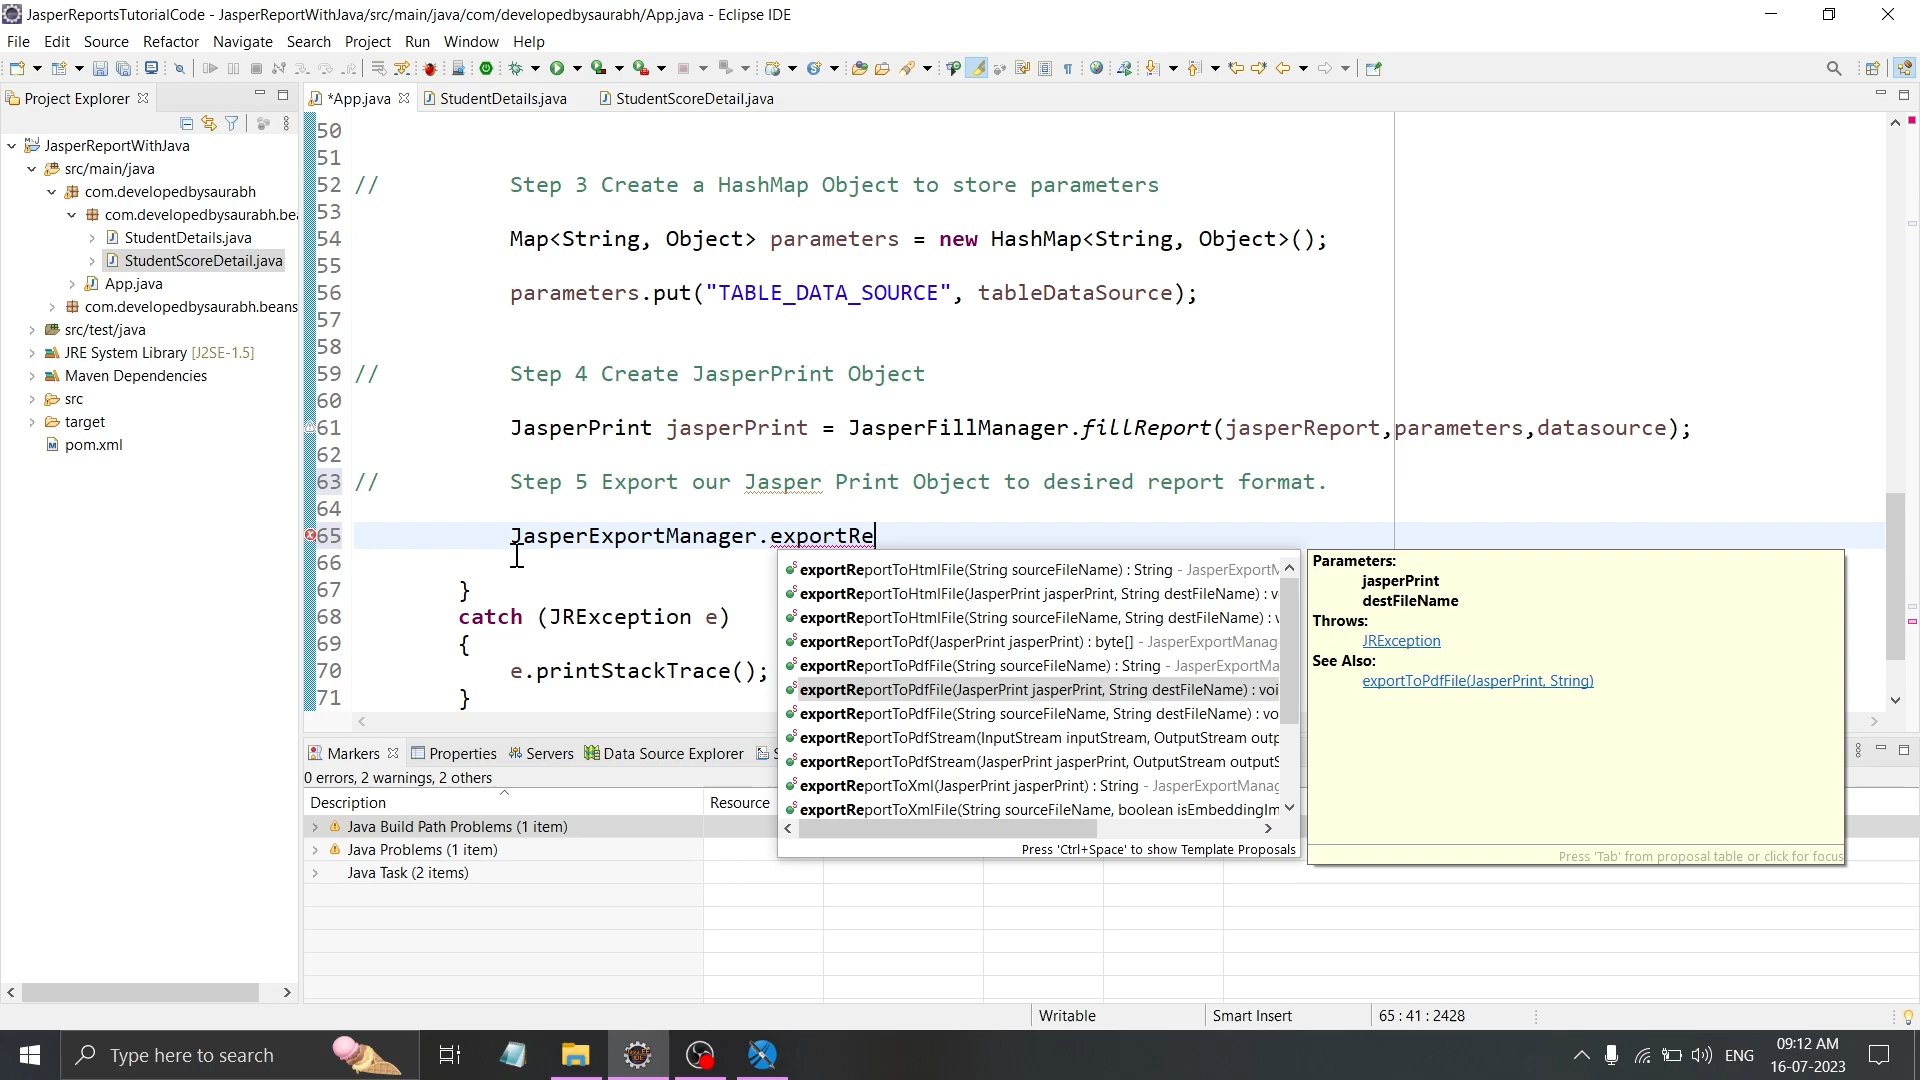 JasperReportsTutorialCode - JasperReportWithJava/src/main/java/com/developedbysaurabh/App.java - Eclipse IDE
File Edit Source Refactor Navigate Search Project Run Window Help
Project Explorer
*App.java StudentDetails.java StudentScoreDetail.java
JasperReportWithJava
src/main/java
com.developedbysaurabh
com.developedbysaurabh.bea
StudentDetails.java
StudentScoreDetail.java
App.java
com.developedbysaurabh.beans
src/test/java
JRE System Library [J2SE-1.5]
Maven Dependencies
src
target
pom.xml
50
51
52 // Step 3 Create a HashMap Object to store parameters
53
54 Map<String, Object> parameters = new HashMap<String, Object>();
55
56 parameters.put("TABLE_DATA_SOURCE", tableDataSource);
57
58
59 // Step 4 Create JasperPrint Object
60
61 JasperPrint jasperPrint = JasperFillManager.fillReport(jasperReport,parameters,datasource);
62
63 // Step 5 Export our Jasper Print Object to desired report format.
64
65 JasperExportManager.exportRe
66
67 }
68 catch (JRException e)
69 {
70 e.printStackTrace();
71 }
exportReportToHtmlFile(String sourceFileName) : String - JasperExportM
exportReportToHtmlFile(JasperPrint jasperPrint, String destFileName) : v
exportReportToHtmlFile(String sourceFileName, String destFileName) : v
exportReportToPdf(JasperPrint jasperPrint) : byte[] - JasperExportManag
exportReportToPdfFile(String sourceFileName) : String - JasperExportMa
exportReportToPdfFile(JasperPrint jasperPrint, String destFileName) : voi
exportReportToPdfFile(String sourceFileName, String destFileName) : vo
exportReportToPdfStream(InputStream inputStream, OutputStream outp
exportReportToPdfStream(JasperPrint jasperPrint, OutputStream outputS
exportReportToXml(JasperPrint jasperPrint) : String - JasperExportManag
exportReportToXmlFile(String sourceFileName, boolean isEmbeddingIm
Press 'Ctrl+Space' to show Template Proposals
Parameters:
jasperPrint
destFileName
Throws:
JRException
See Also:
exportToPdfFile(JasperPrint, String)
Press 'Tab' from proposal table or click for focus
Markers Properties Servers Data Source Explorer S
0 errors, 2 warnings, 2 others
Description Resource
Java Build Path Problems (1 item)
Java Problems (1 item)
Java Task (2 items)
Writable Smart Insert 65 : 41 : 2428
Type here to search
ENG
09:12 AM
16-07-2023